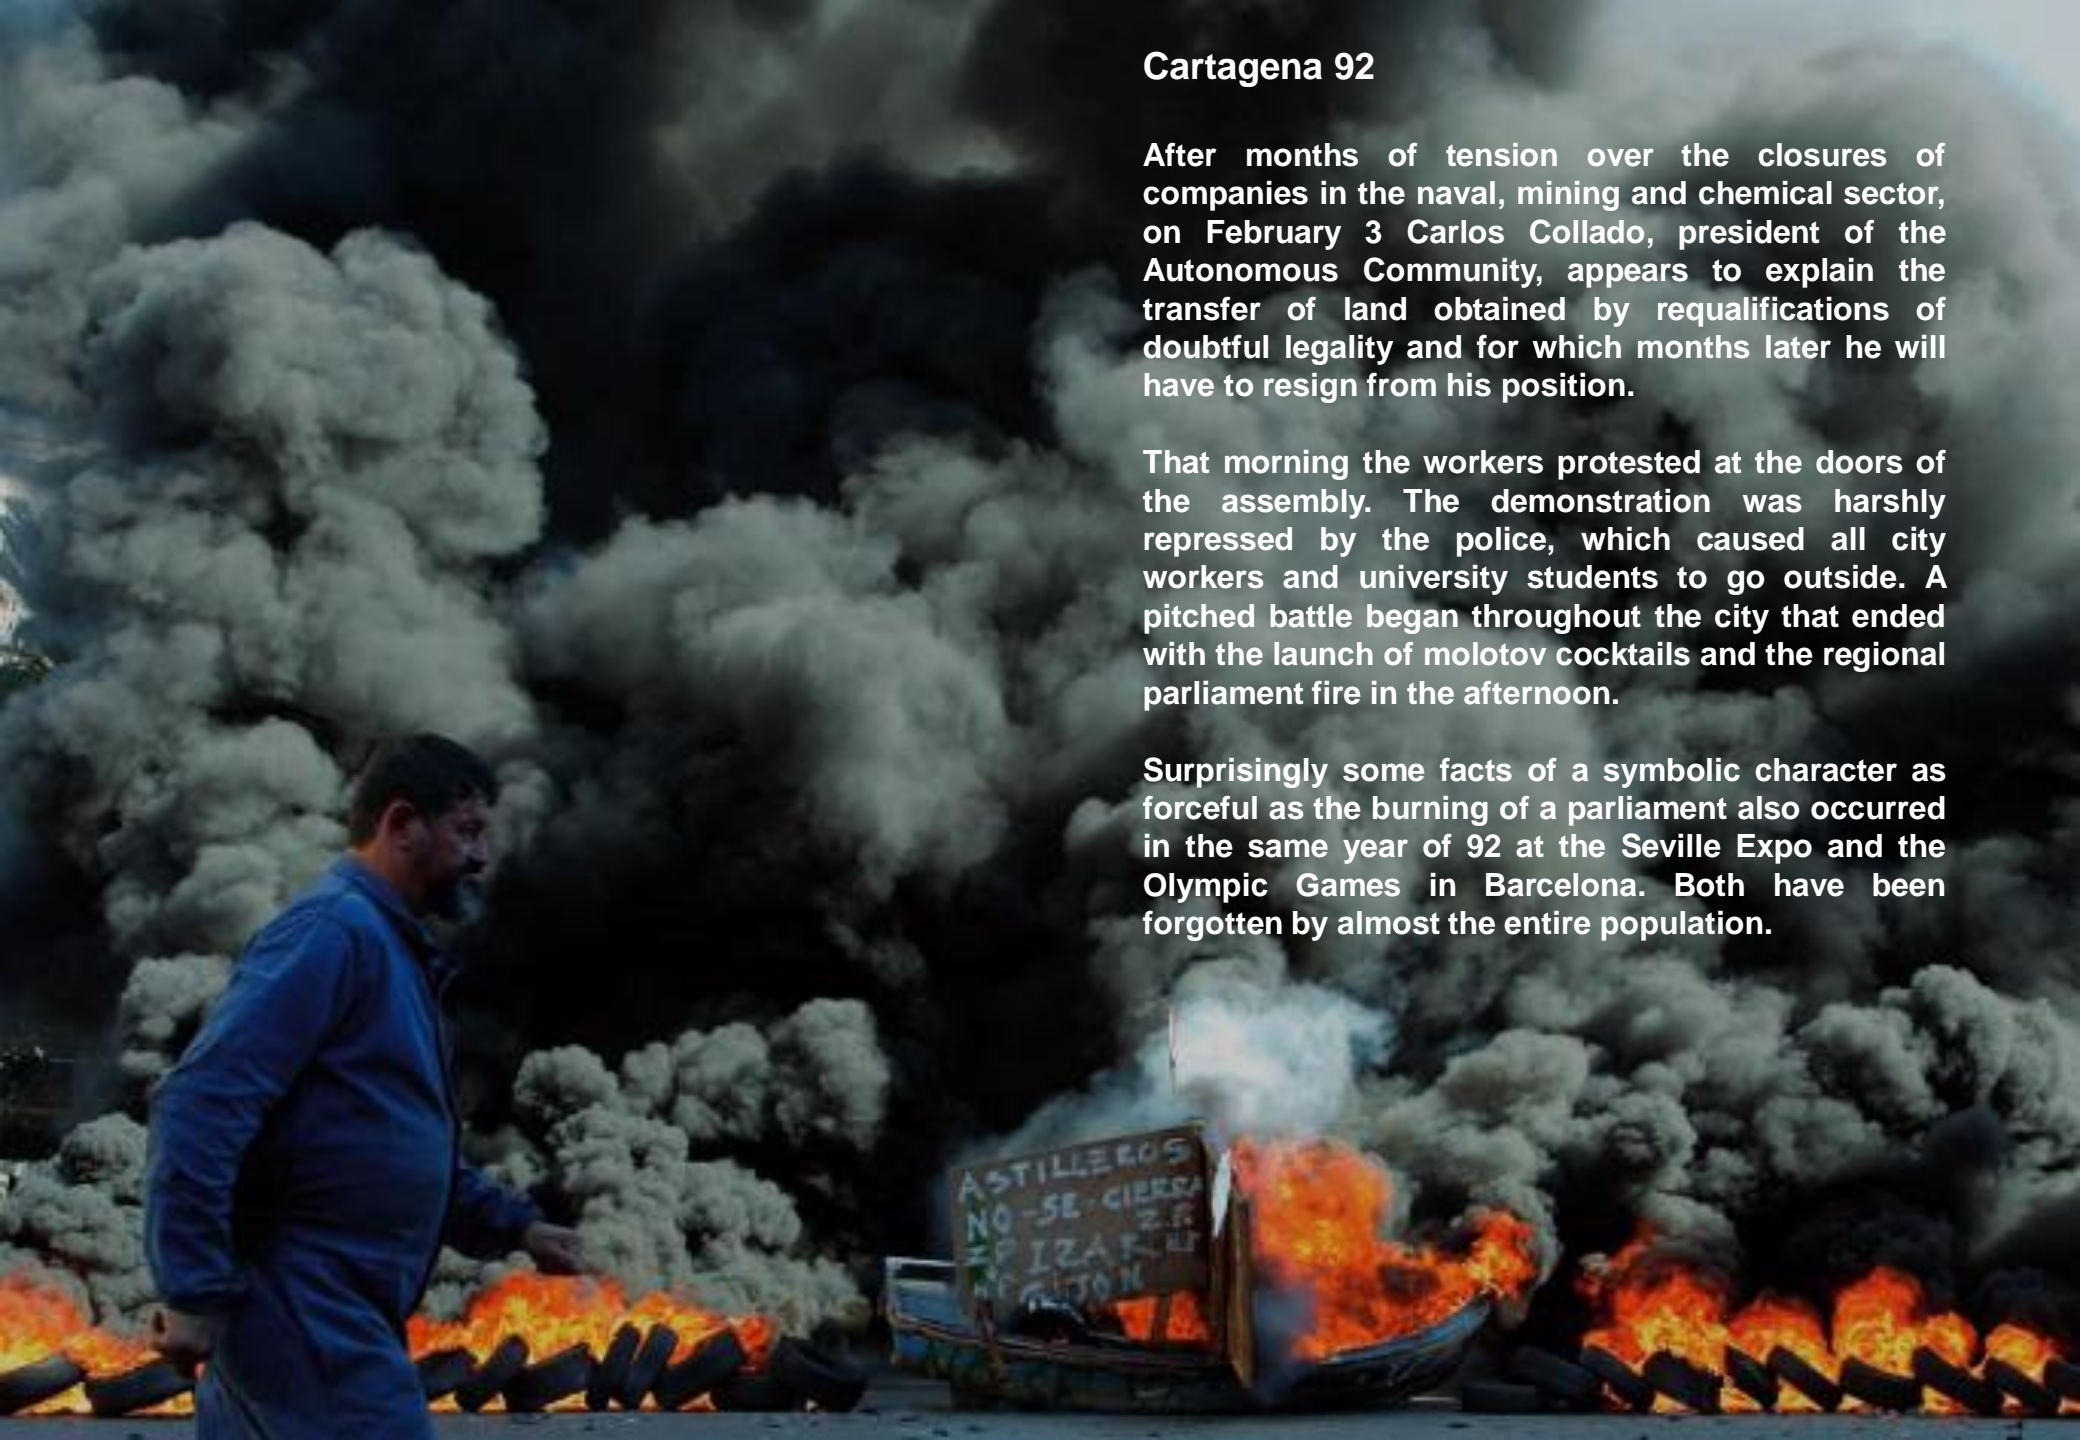 Cartagena 92
After months of tension over the closures of
companies in the naval, mining and chemical sector,
on February 3 Carlos Collado, president of the
Autonomous Community, appears to explain the
transfer of land obtained by requalifications of
doubtful legality and for which months later he will
have to resign from his position.
That morning the workers protested at the doors of
the assembly. The demonstration was harshly
repressed by the police, which caused all city
workers and university students to go outside. A
pitched battle began throughout the city that ended
with the launch of molotov cocktails and the regional
parliament fire in the afternoon.
Surprisingly some facts of a symbolic character as
forceful as the burning of a parliament also occurred
in the same year of 92 at the Seville Expo and the
Olympic Games in Barcelona. Both have been
forgotten by almost the entire population.
ASTILLEROS
NO-SE-CIERRA
IZAR
GIJON